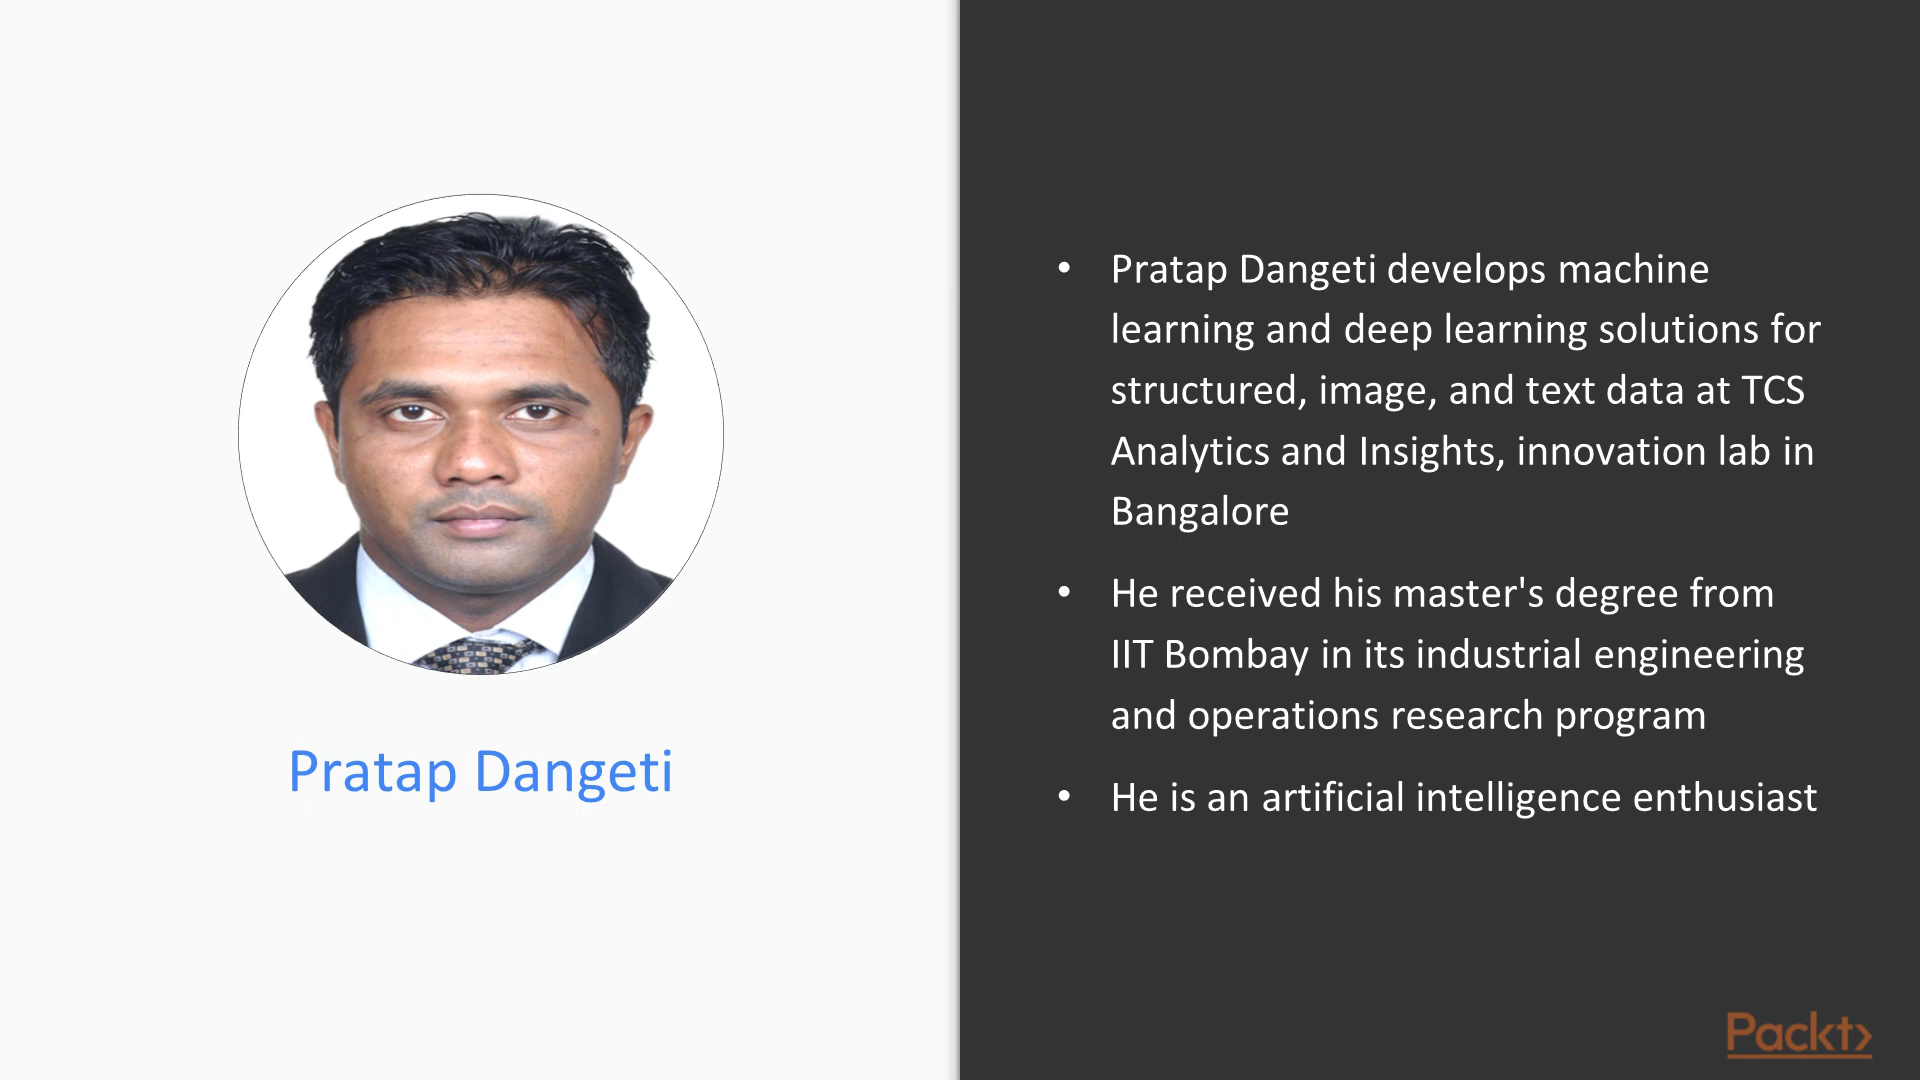 Pratap Dangeti
• Pratap Dangeti develops machine
learning and deep learning solutions for
structured, image, and text data at TCS
Analytics and Insights, innovation lab in
Bangalore
• He received his master's degree from
IIT Bombay in its industrial engineering
and operations research program
• He is an artificial intelligence enthusiast
Packt>